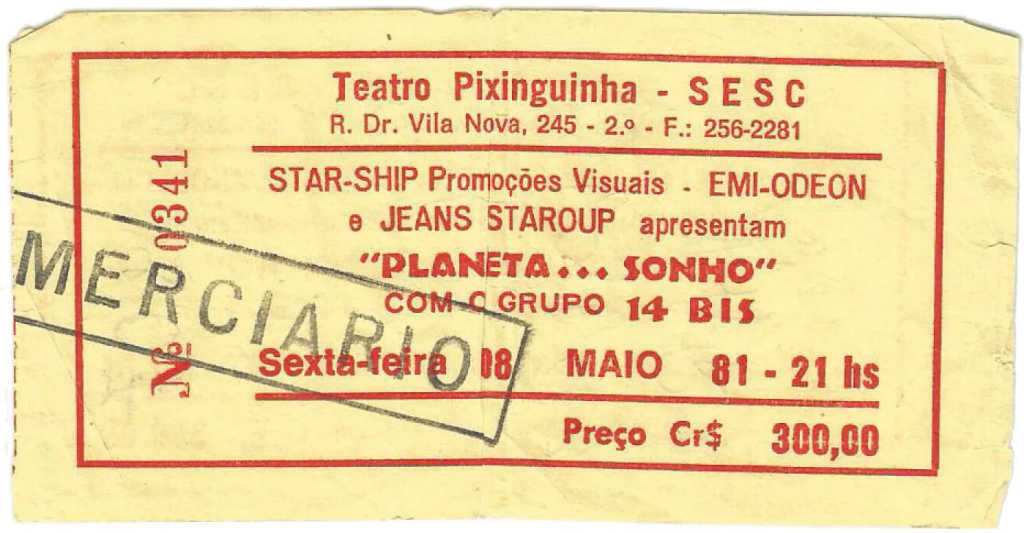 Teatro Pixinguinha - SESC
R. Dr. Vila Nova, 245 - 2.º - F.: 256-2281
STAR-SHIP Promoções Visuais - EMI-ODEON
e JEANS STAROUP apresentam
"PLANETA... SONHO"
COM O GRUPO 14 BIS
Sexta-feira 08 MAIO 81 - 21 hs
Preço Cr$ 300,00
Nº 0341
MERCIARIO